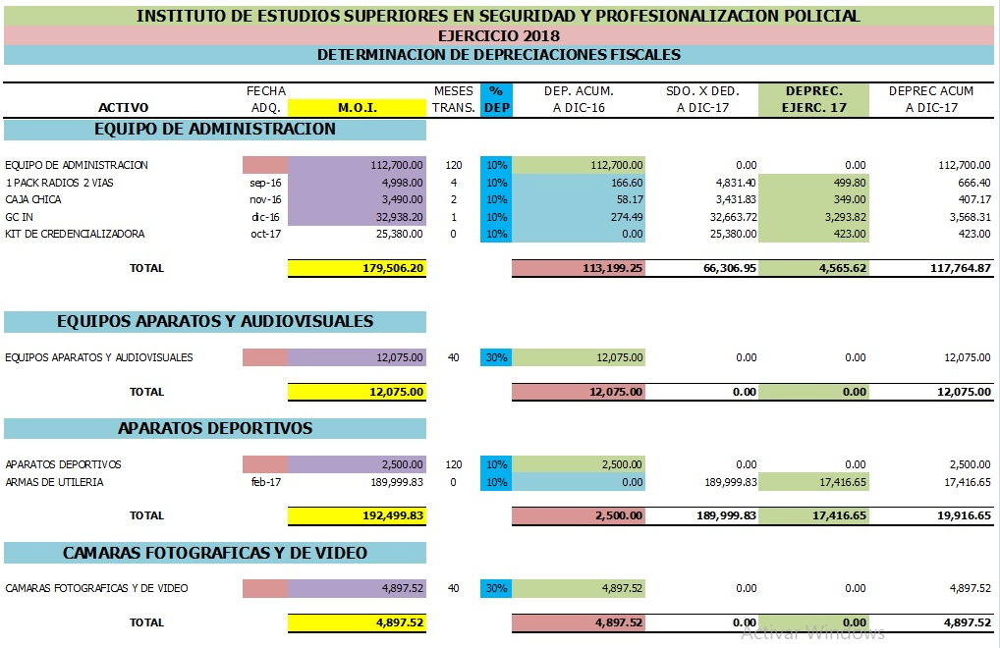 INSTITUTO DE ESTUDIOS SUPERIORES EN SEGURIDAD Y PROFESIONALIZACION POLICIAL
EJERCICIO 2018
DETERMINACION DE DEPRECIACIONES FISCALES
FECHA MESES % DEP. ACUM. SDO. X DED. DEPREC. DEPREC ACUM
ACTIVO ADQ. M.O.I. TRANS. DEP A DIC-16 A DIC-17 EJERC. 17 A DIC-17
EQUIPO DE ADMINISTRACION
EQUIPO DE ADMINISTRACION 112,700.00 120 10% 112,700.00 0.00 0.00 112,700.00
1 PACK RADIOS 2 VIAS sep-16 4,998.00 4 10% 166.60 4,831.40 499.80 666.40
CAJA CHICA nov-16 3,490.00 2 10% 58.17 3,431.83 349.00 407.17
GC IN dic-16 32,938.20 1 10% 274.49 32,663.72 3,293.82 3,568.31
KIT DE CREDENCIALIZADORA oct-17 25,380.00 0 10% 0.00 25,380.00 423.00 423.00
TOTAL 179,506.20 113,199.25 66,306.95 4,565.62 117,764.87
EQUIPOS APARATOS Y AUDIOVISUALES
EQUIPOS APARATOS Y AUDIOVISUALES 12,075.00 40 30% 12,075.00 0.00 0.00 12,075.00
TOTAL 12,075.00 12,075.00 0.00 0.00 12,075.00
APARATOS DEPORTIVOS
APARATOS DEPORTIVOS 2,500.00 120 10% 2,500.00 0.00 0.00 2,500.00
ARMAS DE UTILERIA feb-17 189,999.83 0 10% 0.00 189,999.83 17,416.65 17,416.65
TOTAL 192,499.83 2,500.00 189,999.83 17,416.65 19,916.65
CAMARAS FOTOGRAFICAS Y DE VIDEO
CAMARAS FOTOGRAFICAS Y DE VIDEO 4,897.52 40 30% 4,897.52 0.00 0.00 4,897.52
TOTAL 4,897.52 4,897.52 0.00 0.00 4,897.52
Activar Windows